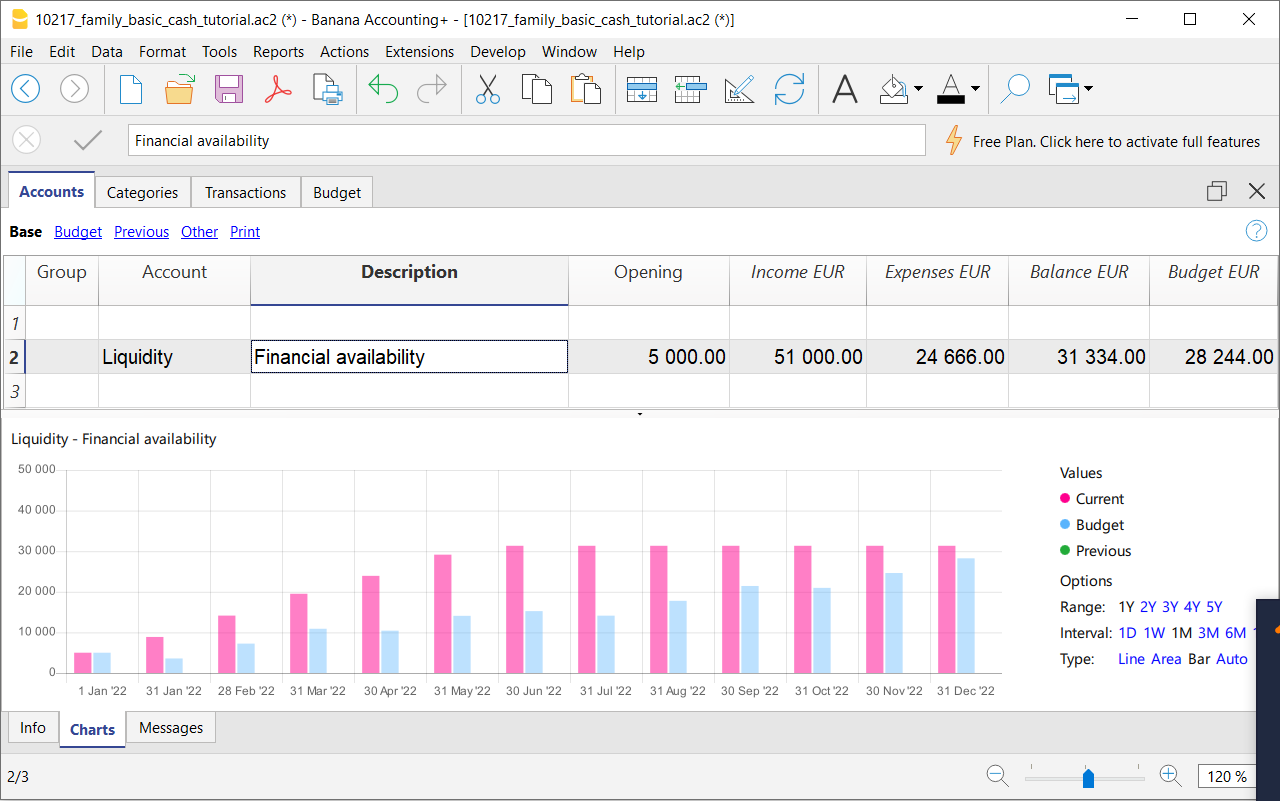 10217_family_basic_cash_tutorial.ac2 (*) - Banana Accounting+ - [10217_family_basic_cash_tutorial.ac2 (*)]
File Edit Data Format Tools Reports Actions Extensions Develop Window Help
Financial availability Free Plan. Click here to activate full features
Accounts Categories Transactions Budget
Base Budget Previous Other Print
Group Account Description Opening Income EUR Expenses EUR Balance EUR Budget EUR
1
2 Liquidity Financial availability 5 000.00 51 000.00 24 666.00 31 334.00 28 244.00
3
Liquidity - Financial availability
50 000
40 000
30 000
20 000
10 000
0
1 Jan '22 31 Jan '22 28 Feb '22 31 Mar '22 30 Apr '22 31 May '22 30 Jun '22 31 Jul '22 31 Aug '22 30 Sep '22 31 Oct '22 30 Nov '22 31 Dec '22
Values
Current
Budget
Previous
Options
Range: 1Y 2Y 3Y 4Y 5Y
Interval: 1D 1W 1M 3M 6M
Type: Line Area Bar Auto
Info Charts Messages
2/3 120 %